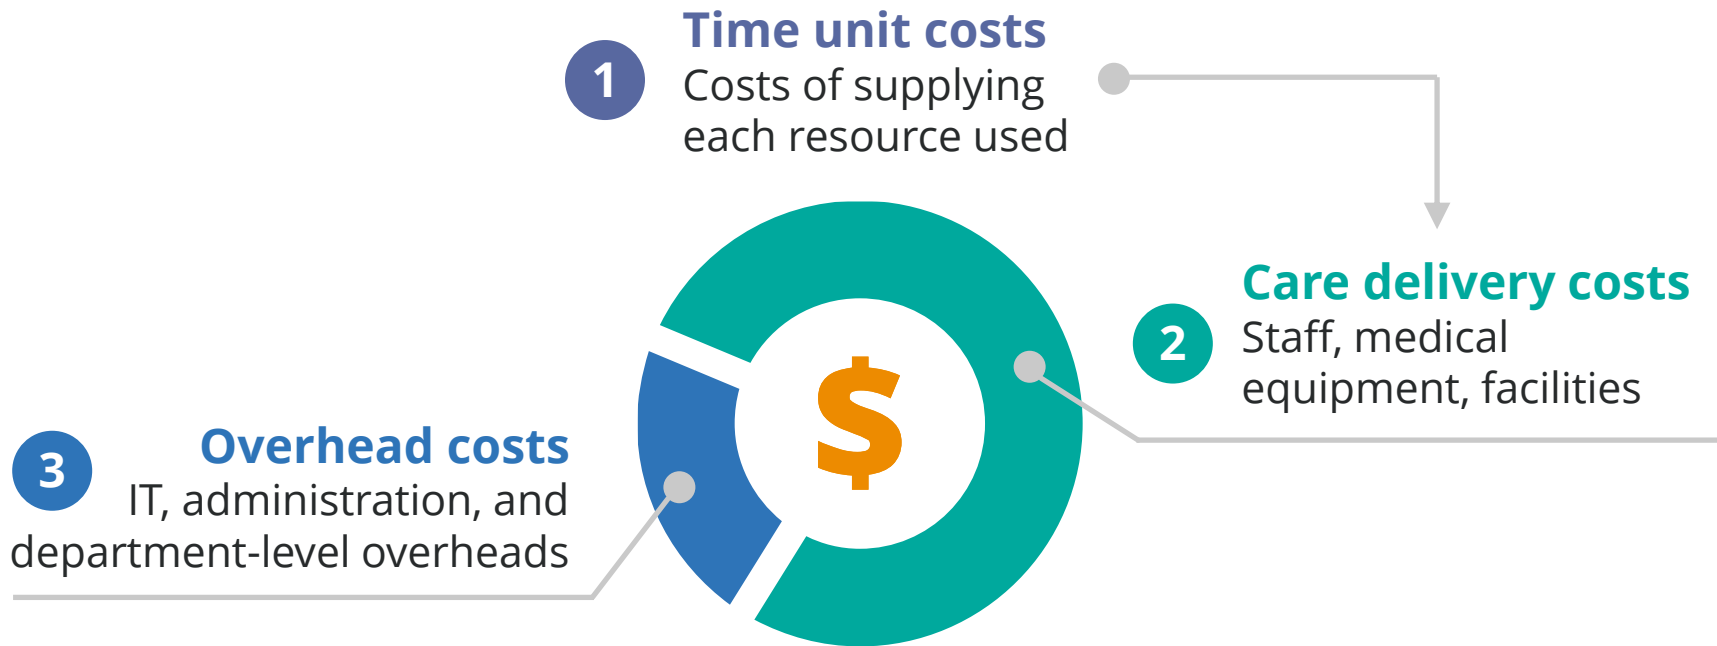 1
Time unit costs
Costs of supplying
each resource used
2
Care delivery costs
Staff, medical
equipment, facilities
3
Overhead costs
IT, administration, and
department-level overheads
$